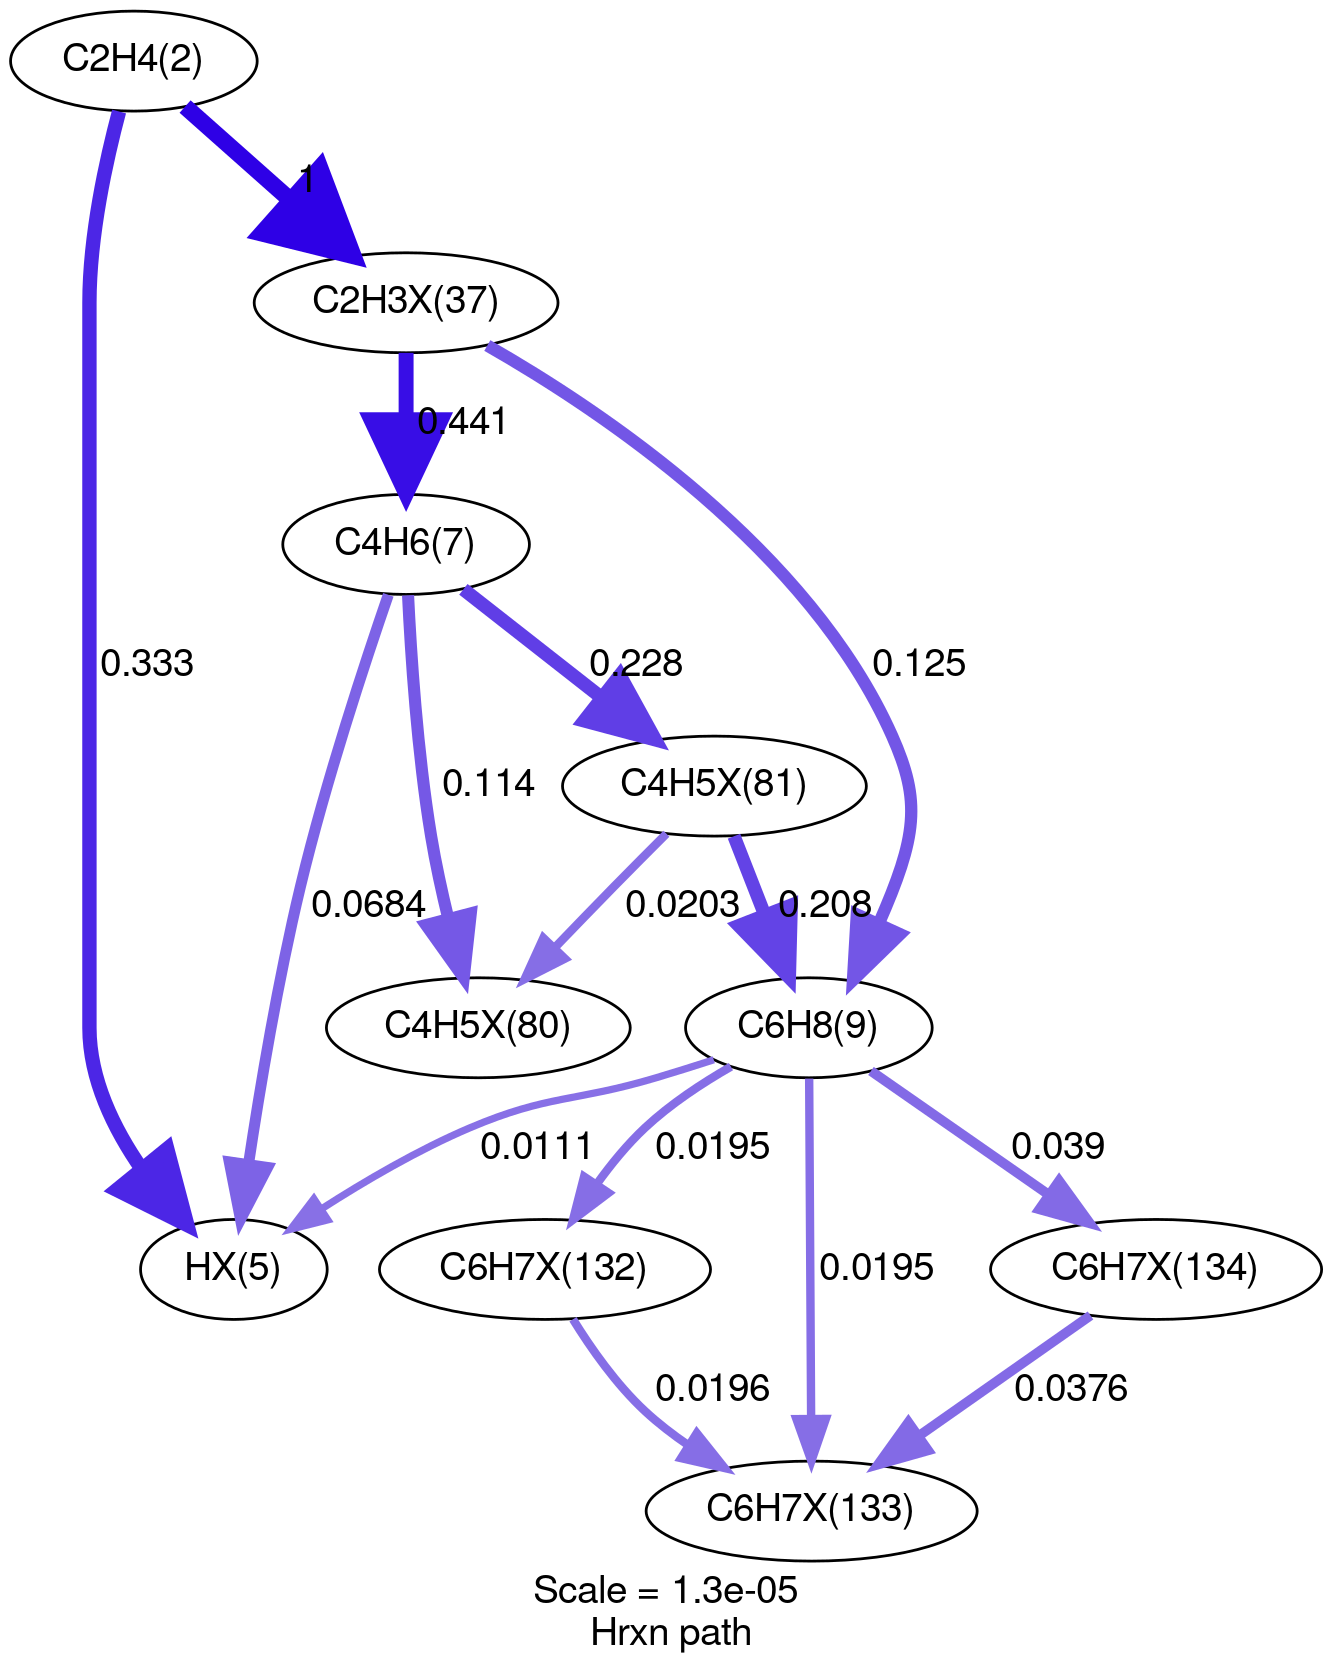 C2H4(2)
1
C2H3X(37)
0.441
C4H6(7)
0.333
0.228
0.125
0.114
C4H5X(81)
0.0684
0.0203
0.208
C4H5X(80)
C6H8(9)
0.0111
0.0195
0.039
HX(5)
C6H7X(132)
0.0195
C6H7X(134)
0.0196
0.0376
C6H7X(133)
Scale = 1.3e-05
Hrxn path